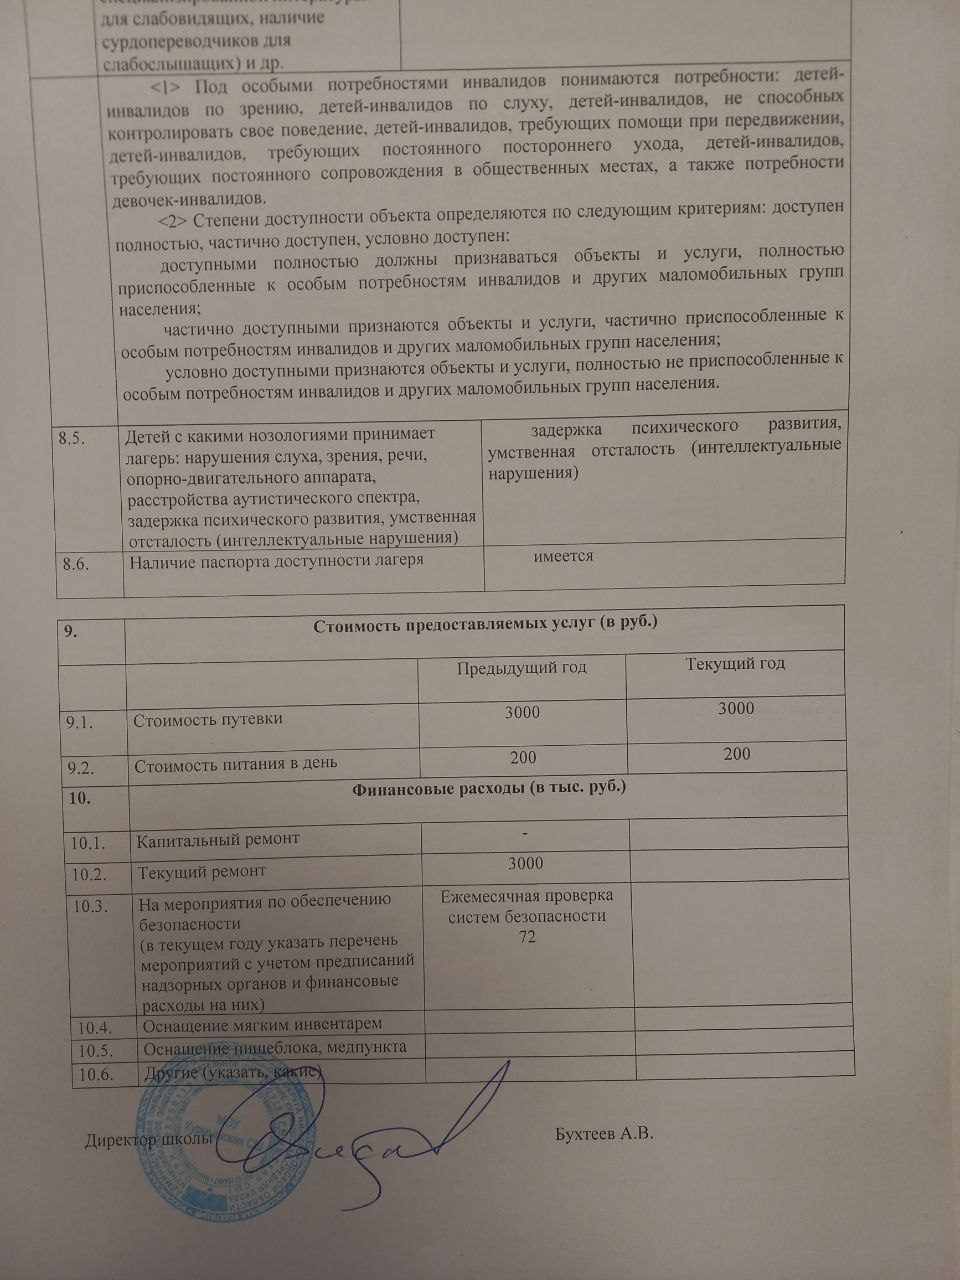 для слабовидящих, наличие
сурдопереводчиков для
слабослышащих) и др.
<1> Под особыми потребностями инвалидов понимаются потребности: детей-
инвалидов по зрению, детей-инвалидов по слуху, детей-инвалидов, не способных
контролировать свое поведение, детей-инвалидов, требующих помощи при передвижении,
детей-инвалидов, требующих постоянного постороннего ухода, детей-инвалидов,
требующих постоянного сопровождения в общественных местах, а также потребности
девочек-инвалидов.
<2> Степени доступности объекта определяются по следующим критериям: доступен
полностью, частично доступен, условно доступен:
доступными полностью должны признаваться объекты и услуги, полностью
приспособленные к особым потребностям инвалидов и других маломобильных групп
населения;
частично доступными признаются объекты и услуги, частично приспособленные к
особым потребностям инвалидов и других маломобильных групп населения;
условно доступными признаются объекты и услуги, полностью не приспособленные к
особым потребностям инвалидов и других маломобильных групп населения.
8.5.
Детей с какими нозологиями принимает
лагерь: нарушения слуха, зрения, речи,
опорно-двигательного аппарата,
расстройства аутистического спектра,
задержка психического развития, умственная
отсталость (интеллектуальные нарушения)
задержка психического развития,
умственная отсталость (интеллектуальные
нарушения)
8.6.
Наличие паспорта доступности лагеря
имеется
9.
Стоимость предоставляемых услуг (в руб.)
Предыдущий год
Текущий год
9.1.
Стоимость путевки
3000
3000
9.2.
Стоимость питания в день
200
200
10.
Финансовые расходы (в тыс. руб.)
10.1.
Капитальный ремонт
-
10.2.
Текущий ремонт
3000
10.3.
На мероприятия по обеспечению
безопасности
(в текущем году указать перечень
мероприятий с учетом предписаний
надзорных органов и финансовые
расходы на них)
Ежемесячная проверка
систем безопасности
72
10.4.
Оснащение мягким инвентарем
10.5.
Оснащение пищеблока, медпункта
10.6.
Другие (указать, какие)
МОУ
Директор школы
Бухтеев А.В.